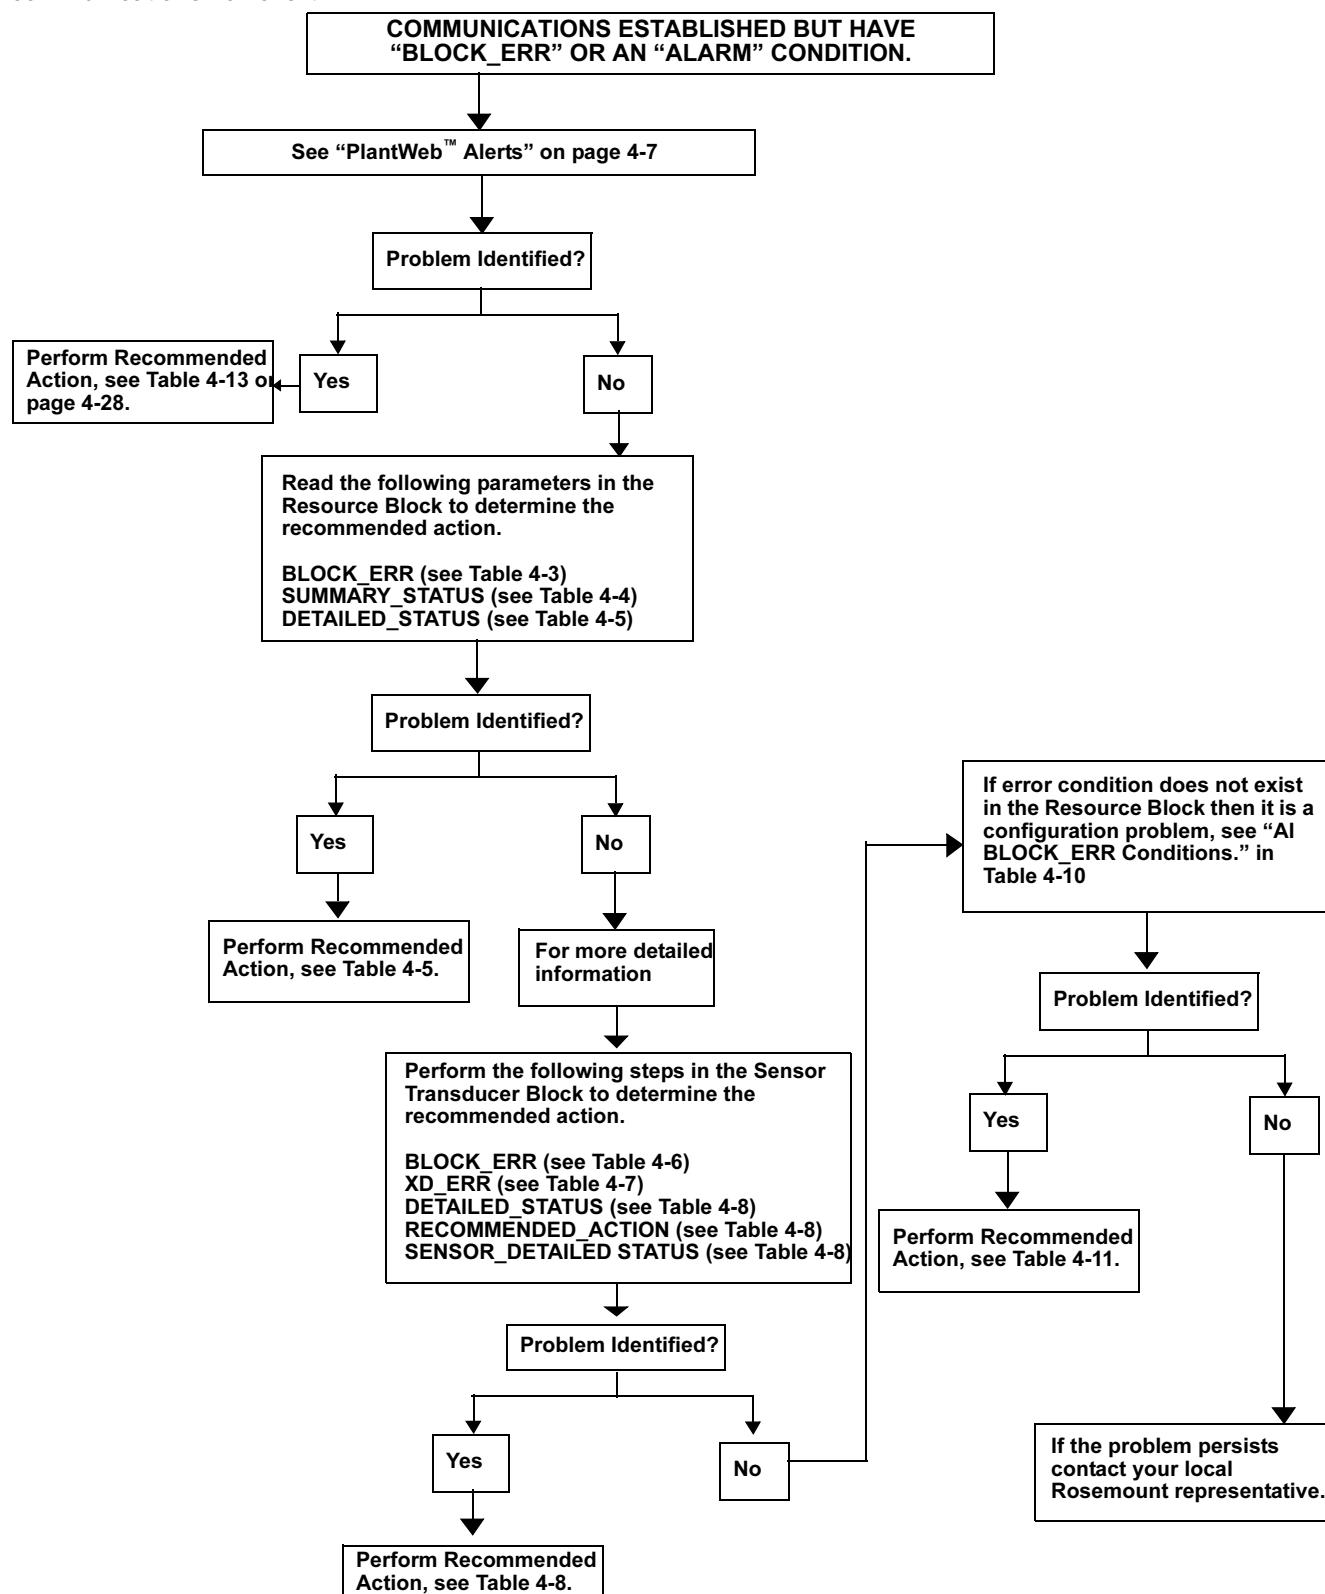 COMMUNICATIONS ESTABLISHED BUT HAVE
“BLOCK_ERR” OR AN “ALARM” CONDITION.
See “PlantWeb™ Alerts” on page 4-7
Problem Identified?
Yes
No
Perform Recommended
Action, see Table 4-13 or
page 4-28.
Read the following parameters in the
Resource Block to determine the
recommended action.
BLOCK_ERR (see Table 4-3)
SUMMARY_STATUS (see Table 4-4)
DETAILED_STATUS (see Table 4-5)
Problem Identified?
Yes
No
Perform Recommended
Action, see Table 4-5.
For more detailed
information
Perform the following steps in the Sensor
Transducer Block to determine the
recommended action.
BLOCK_ERR (see Table 4-6)
XD_ERR (see Table 4-7)
DETAILED_STATUS (see Table 4-8)
RECOMMENDED_ACTION (see Table 4-8)
SENSOR_DETAILED STATUS (see Table 4-8)
Problem Identified?
Yes
No
Perform Recommended
Action, see Table 4-8.
If error condition does not exist
in the Resource Block then it is a
configuration problem, see “AI
BLOCK_ERR Conditions.” in
Table 4-10
Problem Identified?
Yes
No
Perform Recommended
Action, see Table 4-11.
If the problem persists
contact your local
Rosemount representative.